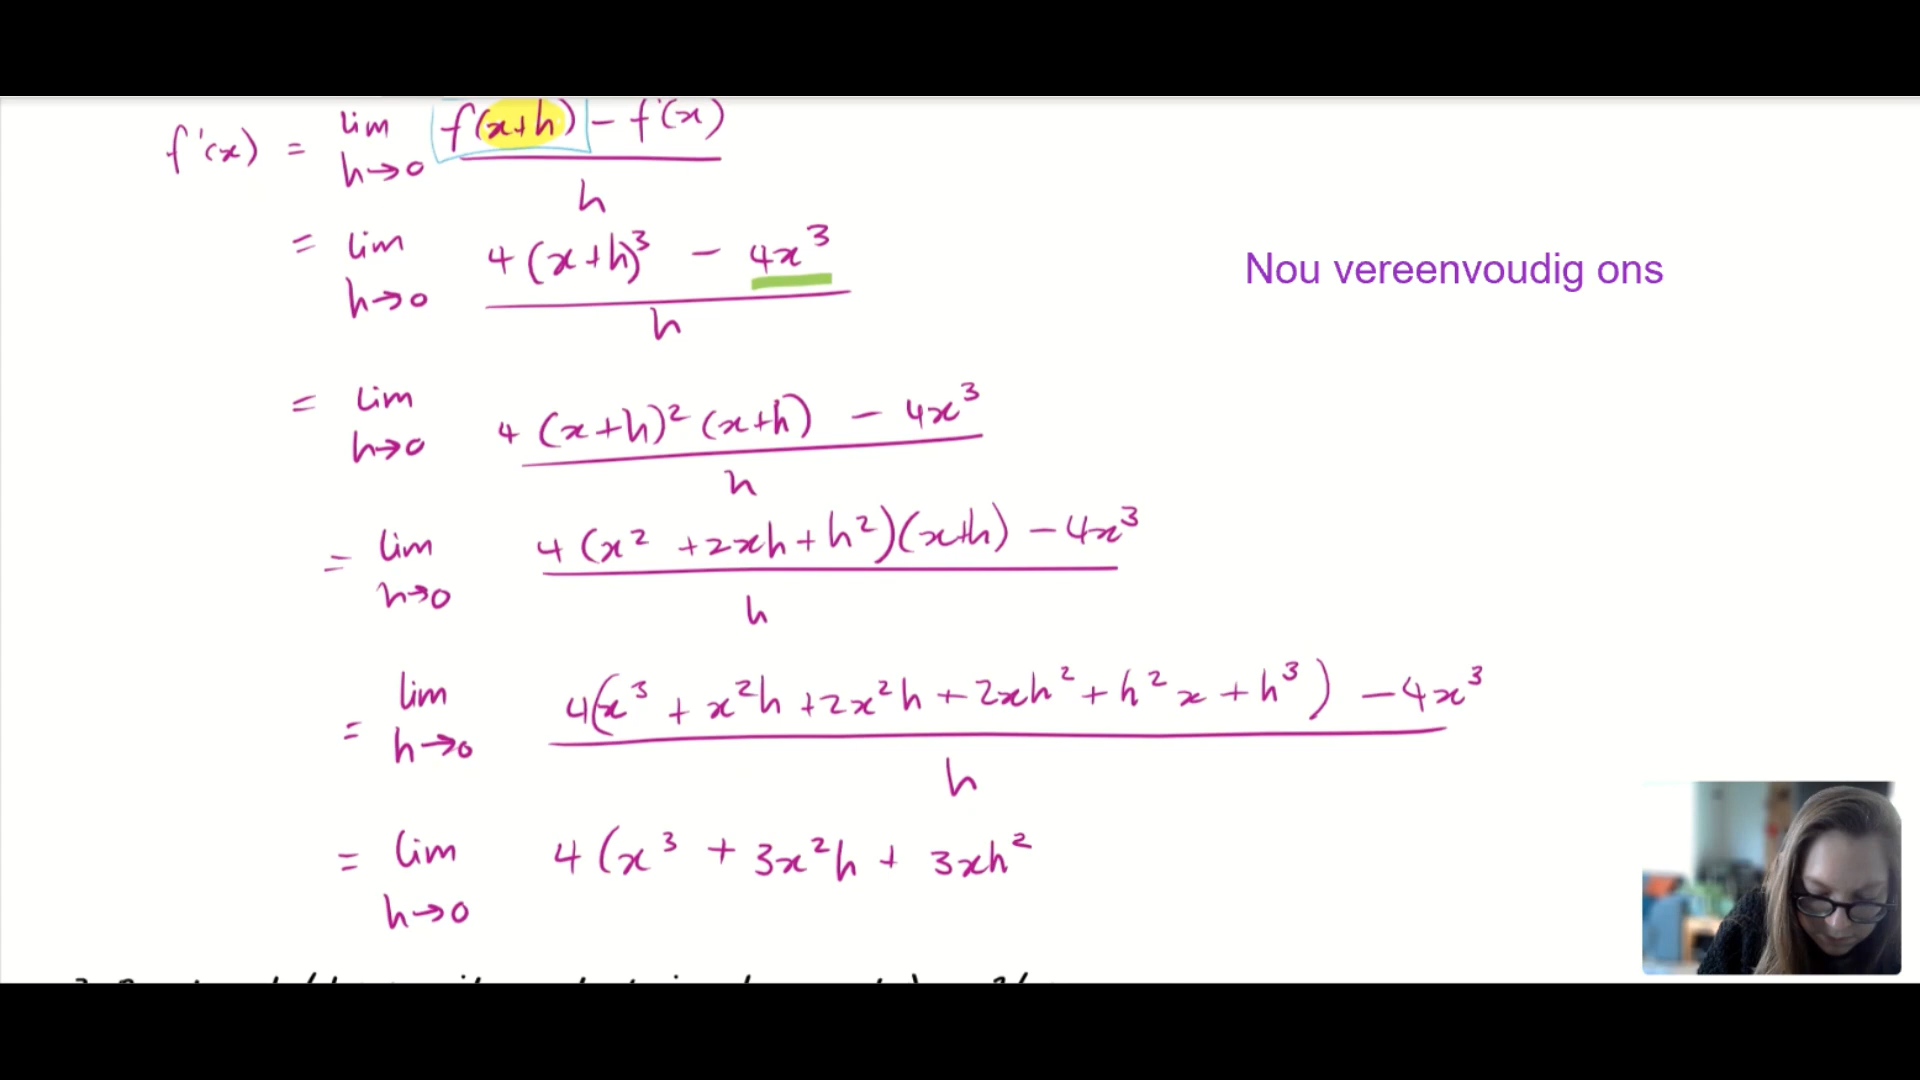 f'(x) = lim h→0 f(x+h) − f(x) / h
= lim h→0 4(x+h)³ − 4x³ / h
Nou vereenvoudig ons
= lim h→0 4(x+h)²(x+h) − 4x³ / h
= lim h→0 4(x² + 2xh + h²)(x+h) − 4x³ / h
= lim h→0 4(x³ + x²h + 2x²h + 2xh² + h²x + h³) − 4x³ / h
= lim h→0 4(x³ + 3x²h + 3xh²